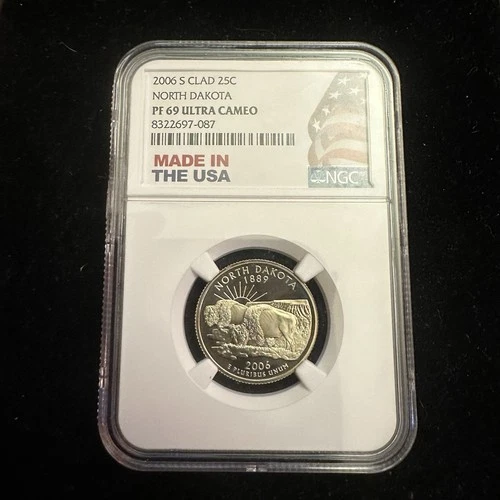 2006 S CLAD 25C
NORTH DAKOTA
PF 69 ULTRA CAMEO
8322697-087
MADE IN
THE USA
NGC
NORTH DAKOTA
1889
2006
E PLURIBUS UNUM